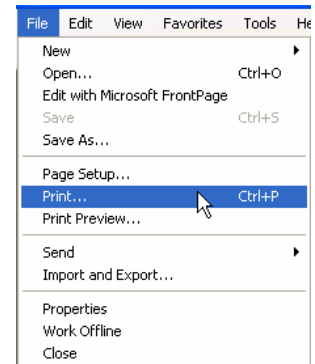 File Edit View Favorites Tools He
New
Open... Ctrl+O
Edit with Microsoft FrontPage
Save Ctrl+S
Save As...
Page Setup...
Print... Ctrl+P
Print Preview...
Send
Import and Export...
Properties
Work Offline
Close